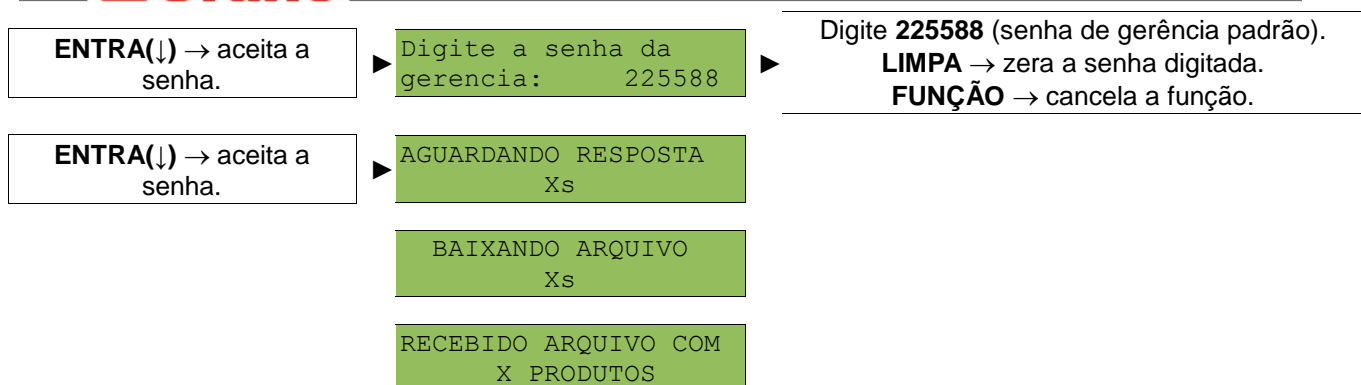 ENTRA(↓) → aceita a
senha.
►
Digite a senha da
gerencia: 225588
►
Digite 225588 (senha de gerência padrão).
LIMPA → zera a senha digitada.
FUNÇÃO → cancela a função.
ENTRA(↓) → aceita a
senha.
►
AGUARDANDO RESPOSTA
Xs
BAIXANDO ARQUIVO
Xs
RECEBIDO ARQUIVO COM
X PRODUTOS